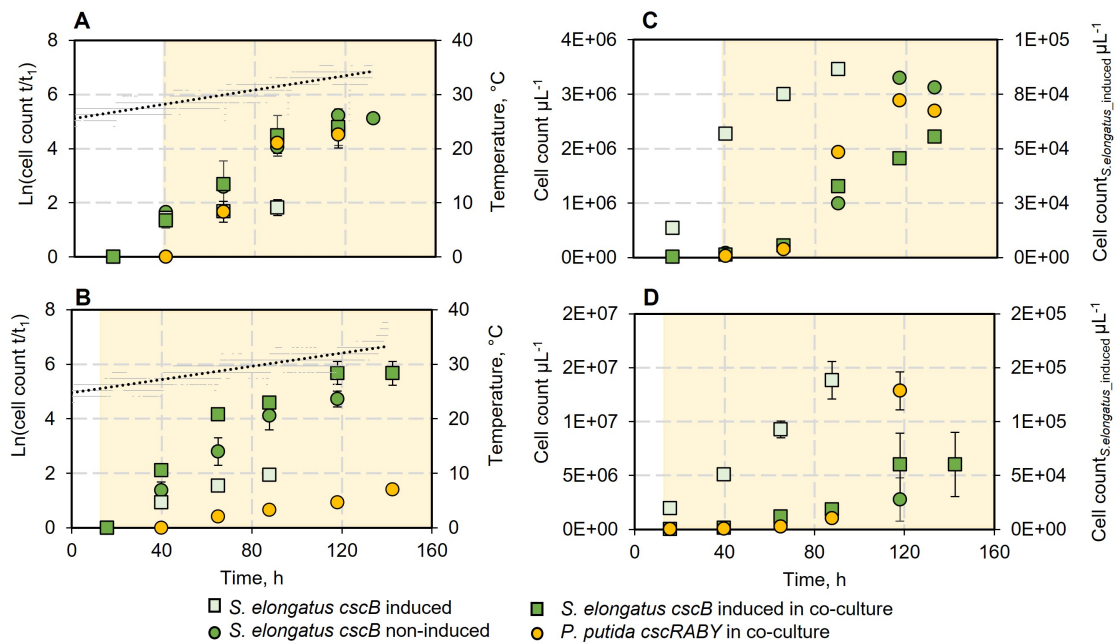 A
Ln(cell count t/t1)
8
6
4
2
0
40
30
20
10
0
Temperature, °C
C
Cell count µL-1
4E+06
3E+06
2E+06
1E+06
0E+00
1E+05
8E+04
5E+04
3E+04
0E+00
Cell countS.elongatus_induced µL-1
B
Ln(cell count t/t1)
8
6
4
2
0
40
30
20
10
0
Temperature, °C
0 40 80 120 160
Time, h
D
Cell count µL-1
2E+07
2E+07
1E+07
5E+06
0E+00
2E+05
2E+05
1E+05
5E+04
0E+00
Cell countS.elongatus_induced µL-1
0 40 80 120 160
Time, h
S. elongatus cscB induced
S. elongatus cscB non-induced
S. elongatus cscB induced in co-culture
P. putida cscRABY in co-culture